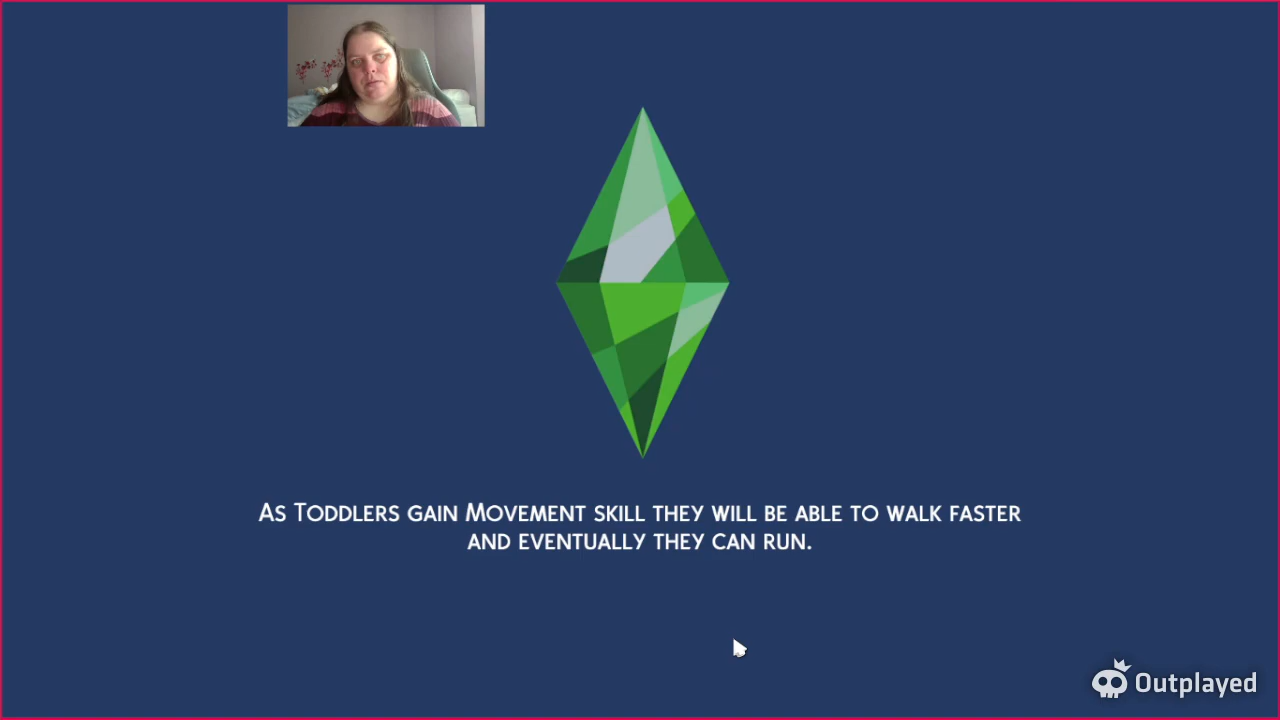 As Toddlers gain Movement skill they will be able to walk faster
and eventually they can run.
Outplayed